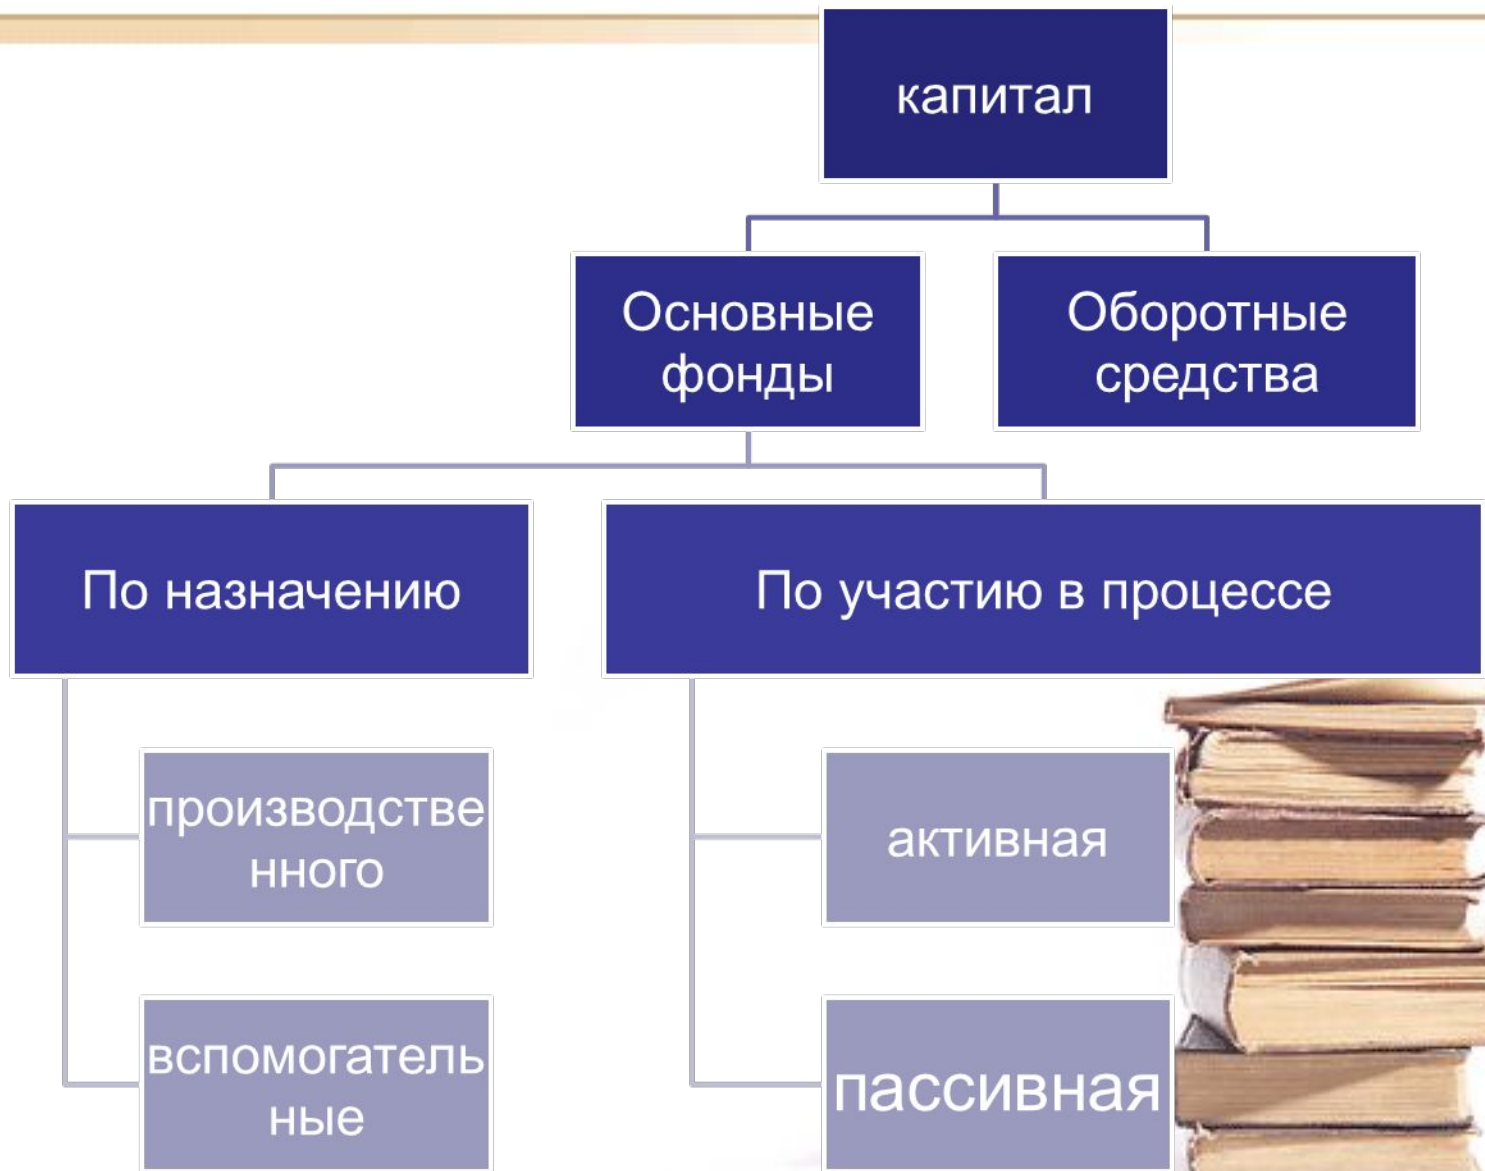 капитал
Основные
фонды
Оборотные
средства
По назначению
По участию в процессе
производстве
нного
активная
вспомогатель
ные
пассивная